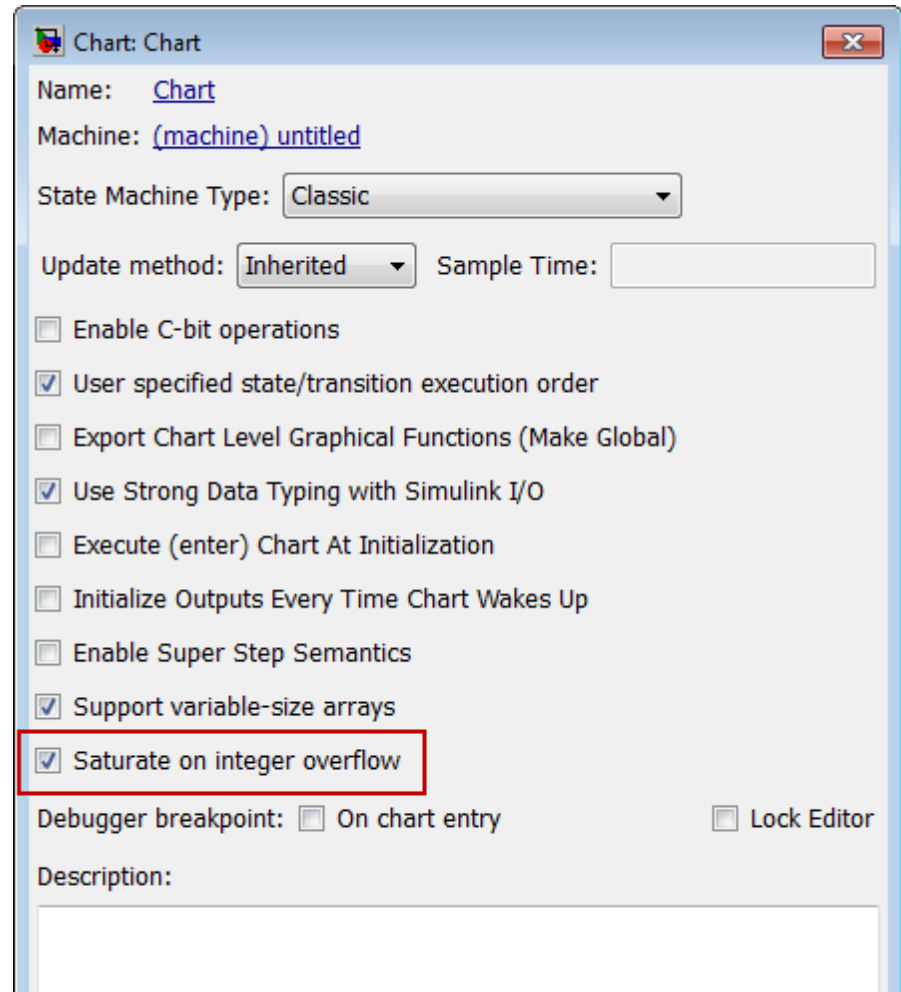 Chart: Chart
Name: Chart
Machine: (machine) untitled
State Machine Type: Classic
Update method: Inherited Sample Time:
Enable C-bit operations
User specified state/transition execution order
Export Chart Level Graphical Functions (Make Global)
Use Strong Data Typing with Simulink I/O
Execute (enter) Chart At Initialization
Initialize Outputs Every Time Chart Wakes Up
Enable Super Step Semantics
Support variable-size arrays
Saturate on integer overflow
Debugger breakpoint: On chart entry Lock Editor
Description: